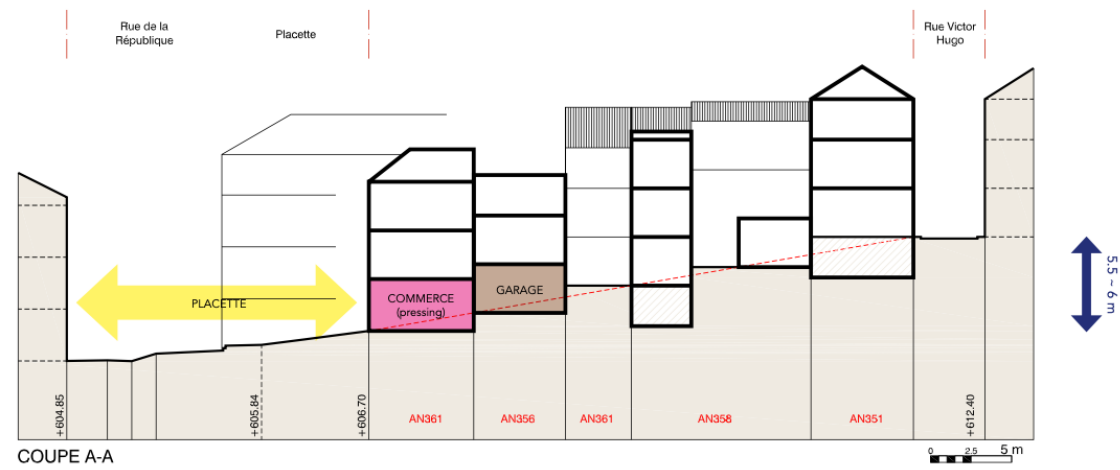 Rue de la
République
Placette
Rue Victor
Hugo
PLACETTE
COMMERCE
(pressing)
GARAGE
5.5 ~ 6 m
+604.85
+605.84
+606.70
AN361
AN356
AN361
AN358
AN351
+612.40
COUPE A-A
0 2.5 5 m